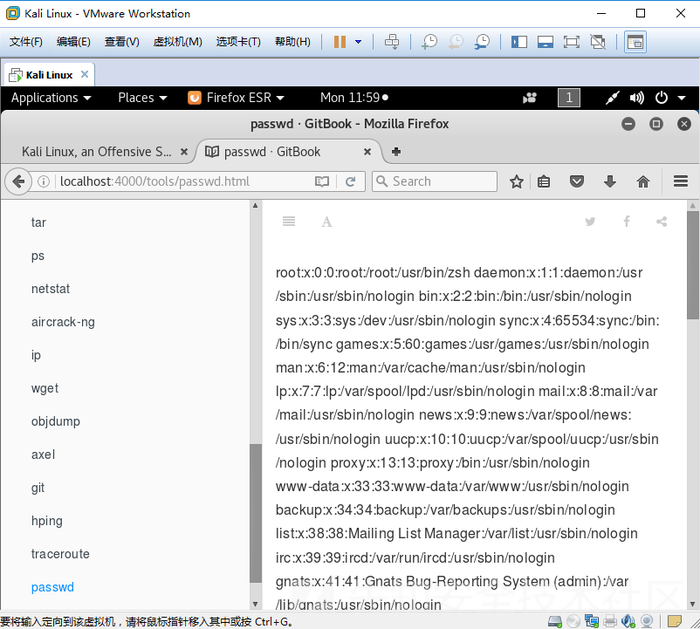 Kali Linux - VMware Workstation
文件(F) 编辑(E) 查看(V) 虚拟机(M) 选项卡(T) 帮助(H)
Kali Linux
Applications Places Firefox ESR Mon 11:59 1
passwd · GitBook - Mozilla Firefox
Kali Linux, an Offensive S... passwd · GitBook
localhost:4000/tools/passwd.html Search
tar
ps
netstat
aircrack-ng
ip
wget
objdump
axel
git
hping
traceroute
passwd
A
root:x:0:0:root:/root:/usr/bin/zsh daemon:x:1:1:daemon:/usr
/sbin:/usr/sbin/nologin bin:x:2:2:bin:/bin:/usr/sbin/nologin
sys:x:3:3:sys:/dev:/usr/sbin/nologin sync:x:4:65534:sync:/bin:
/bin/sync games:x:5:60:games:/usr/games:/usr/sbin/nologin
man:x:6:12:man:/var/cache/man:/usr/sbin/nologin
lp:x:7:7:lp:/var/spool/lpd:/usr/sbin/nologin mail:x:8:8:mail:/var
/mail:/usr/sbin/nologin news:x:9:9:news:/var/spool/news:
/usr/sbin/nologin uucp:x:10:10:uucp:/var/spool/uucp:/usr/sbin
/nologin proxy:x:13:13:proxy:/bin:/usr/sbin/nologin
www-data:x:33:33:www-data:/var/www:/usr/sbin/nologin
backup:x:34:34:backup:/var/backups:/usr/sbin/nologin
list:x:38:38:Mailing List Manager:/var/list:/usr/sbin/nologin
irc:x:39:39:ircd:/var/run/ircd:/usr/sbin/nologin
gnats:x:41:41:Gnats Bug-Reporting System (admin):/var
/lib/gnats:/usr/sbin/nologin
要将输入定向到该虚拟机，请将鼠标指针移入其中或按 Ctrl+G。